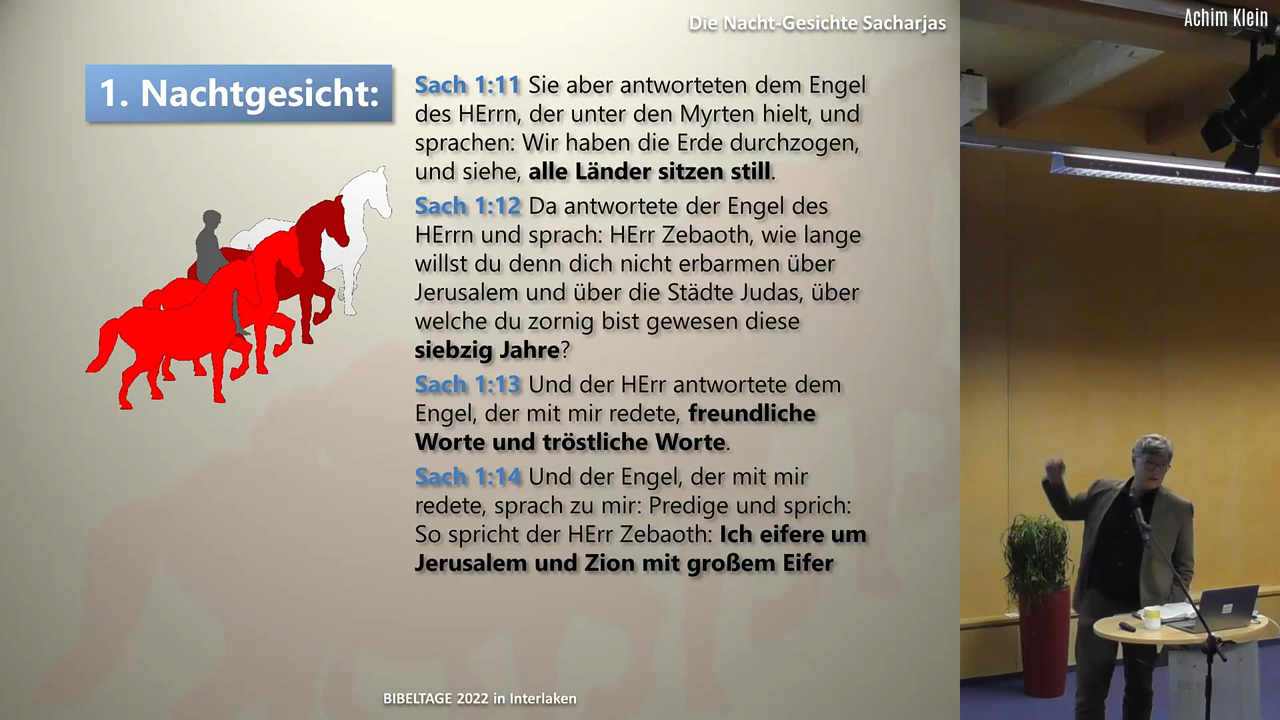 Die Nacht-Gesichte Sacharjas
Achim Klein
1. Nachtgesicht:
Sach 1:11 Sie aber antworteten dem Engel
des HErrn, der unter den Myrten hielt, und
sprachen: Wir haben die Erde durchzogen,
und siehe, alle Länder sitzen still.
Sach 1:12 Da antwortete der Engel des
HErrn und sprach: HErr Zebaoth, wie lange
willst du denn dich nicht erbarmen über
Jerusalem und über die Städte Judas, über
welche du zornig bist gewesen diese
siebzig Jahre?
Sach 1:13 Und der HErr antwortete dem
Engel, der mit mir redete, freundliche
Worte und tröstliche Worte.
Sach 1:14 Und der Engel, der mit mir
redete, sprach zu mir: Predige und sprich:
So spricht der HErr Zebaoth: Ich eifere um
Jerusalem und Zion mit großem Eifer
BIBELTAGE 2022 in Interlaken